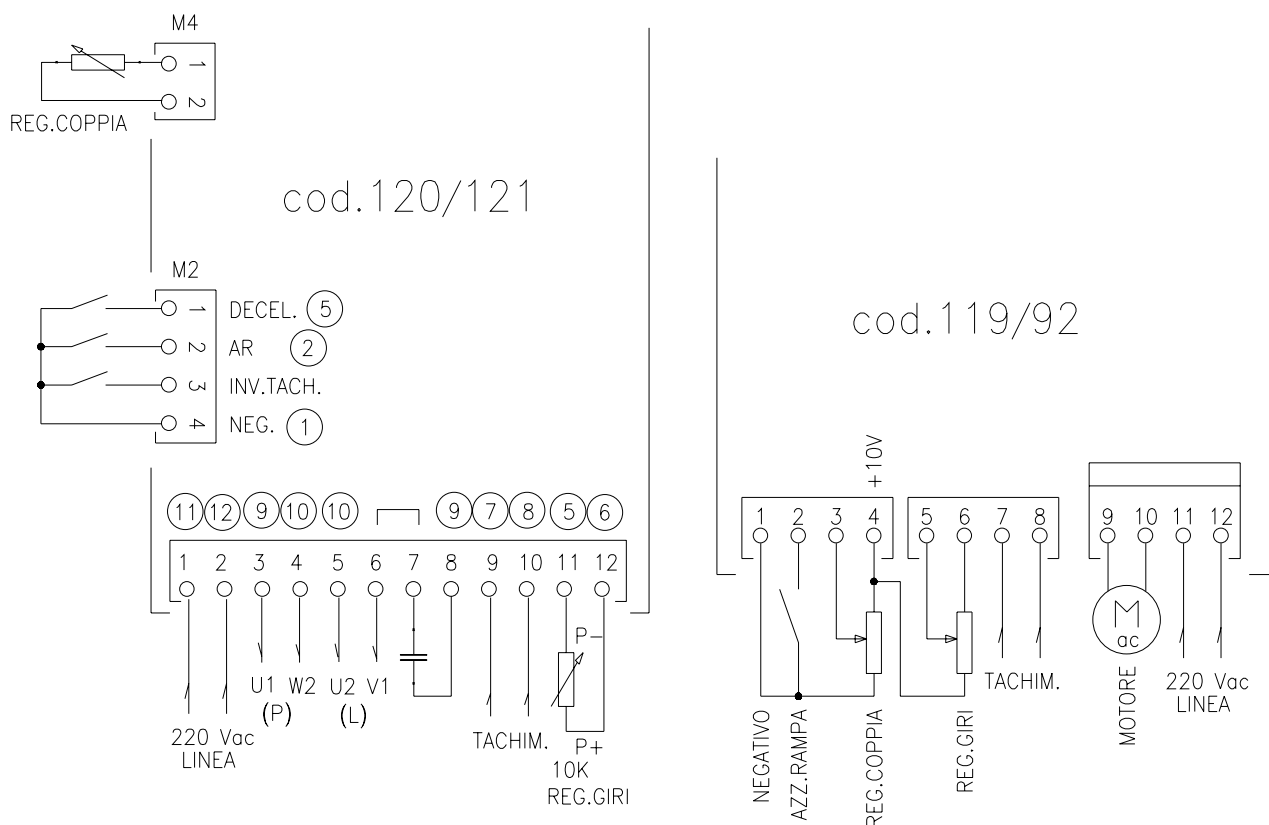 M4
1
2
REG.COPPIA
cod.120/121
M2
1 DECEL. 5
2 AR 2
3 INV.TACH.
4 NEG. 1
11 12 9 10 10 9 7 8 5 6
1 2 3 4 5 6 7 8 9 10 11 12
P-
U1 W2 U2 V1
(P) (L)
220 Vac
LINEA
TACHIM.
P+
10K
REG.GIRI
cod.119/92
+10V
1 2 3 4 5 6 7 8 9 10 11 12
M
ac
TACHIM.
220 Vac
LINEA
NEGATIVO
AZZ.RAMPA
REG.COPPIA
REG.GIRI
MOTORE